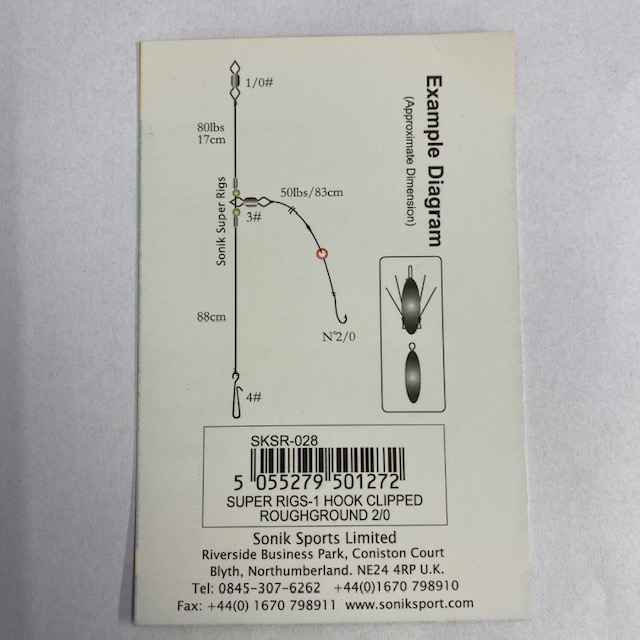 Example Diagram
(Approximate Dimension)
1/0#
80lbs
17cm
Sonik Super Rigs
50lbs/83cm
3#
88cm
N°2/0
4#
SKSR-028
5 055279 501272
SUPER RIGS-1 HOOK CLIPPED
ROUGHGROUND 2/0
Sonik Sports Limited
Riverside Business Park, Coniston Court
Blyth, Northumberland. NE24 4RP U.K.
Tel: 0845-307-6262 +44(0)1670 798910
Fax: +44(0) 1670 798911 www.soniksport.com